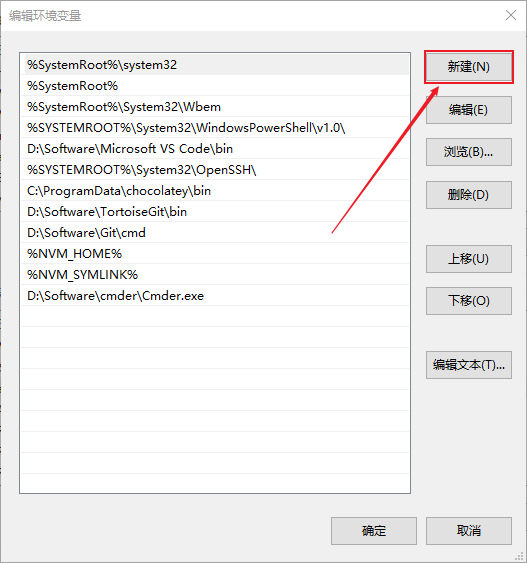 编辑环境变量
%SystemRoot%\system32
%SystemRoot%
%SystemRoot%\System32\Wbem
%SYSTEMROOT%\System32\WindowsPowerShell\v1.0\
D:\Software\Microsoft VS Code\bin
%SYSTEMROOT%\System32\OpenSSH\
C:\ProgramData\chocolatey\bin
D:\Software\TortoiseGit\bin
D:\Software\Git\cmd
%NVM_HOME%
%NVM_SYMLINK%
D:\Software\cmder\Cmder.exe
新建(N)
编辑(E)
浏览(B)...
删除(D)
上移(U)
下移(O)
编辑文本(T)...
确定
取消